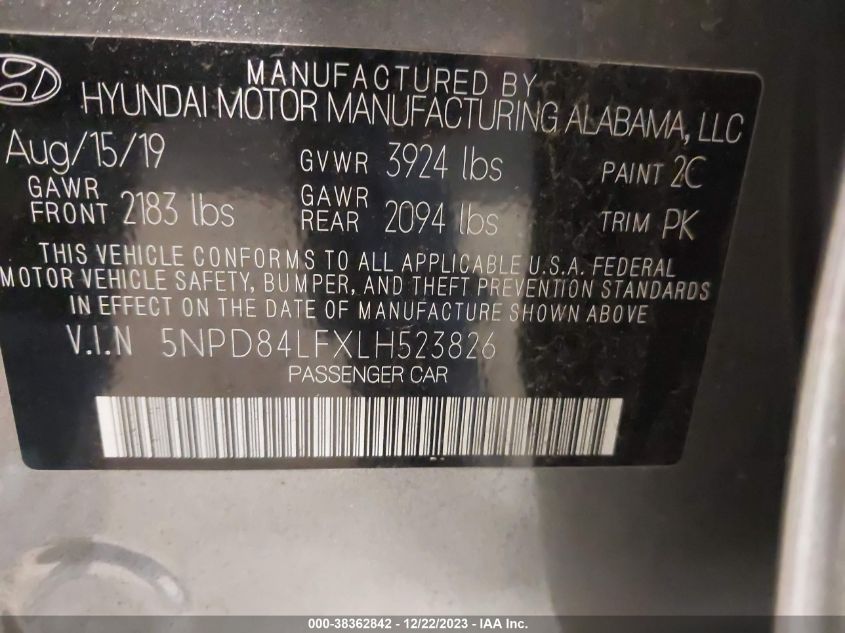 MANUFACTURED BY
HYUNDAI MOTOR MANUFACTURING ALABAMA, LLC
Aug/15/19 GVWR 3924 lbs PAINT 2C
GAWR FRONT 2183 lbs GAWR REAR 2094 lbs TRIM PK
THIS VEHICLE CONFORMS TO ALL APPLICABLE U.S.A. FEDERAL
MOTOR VEHICLE SAFETY, BUMPER, AND THEFT PREVENTION STANDARDS
IN EFFECT ON THE DATE OF MANUFACTURE SHOWN ABOVE
V.I.N 5NPD84LFXLH523826
PASSENGER CAR
000-38362842 - 12/22/2023 - IAA Inc.